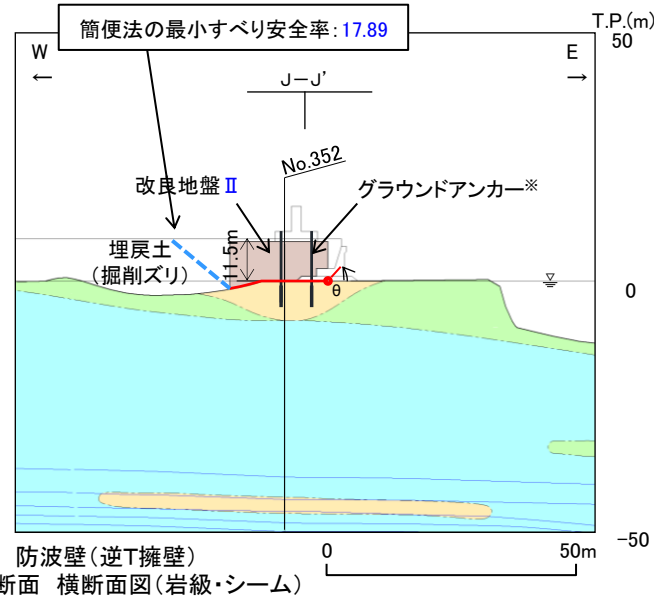 T.P.(m)
簡便法の最小すべり安全率:17.89
50
W
E
←
→
J-J'
No.352
改良地盤Ⅱ
グラウンドアンカー※
埋戻土
(掘削ズリ)
11.5m
θ
0
-50
防波壁(逆T擁壁)
0
50m
断面 横断面図(岩級・シーム)